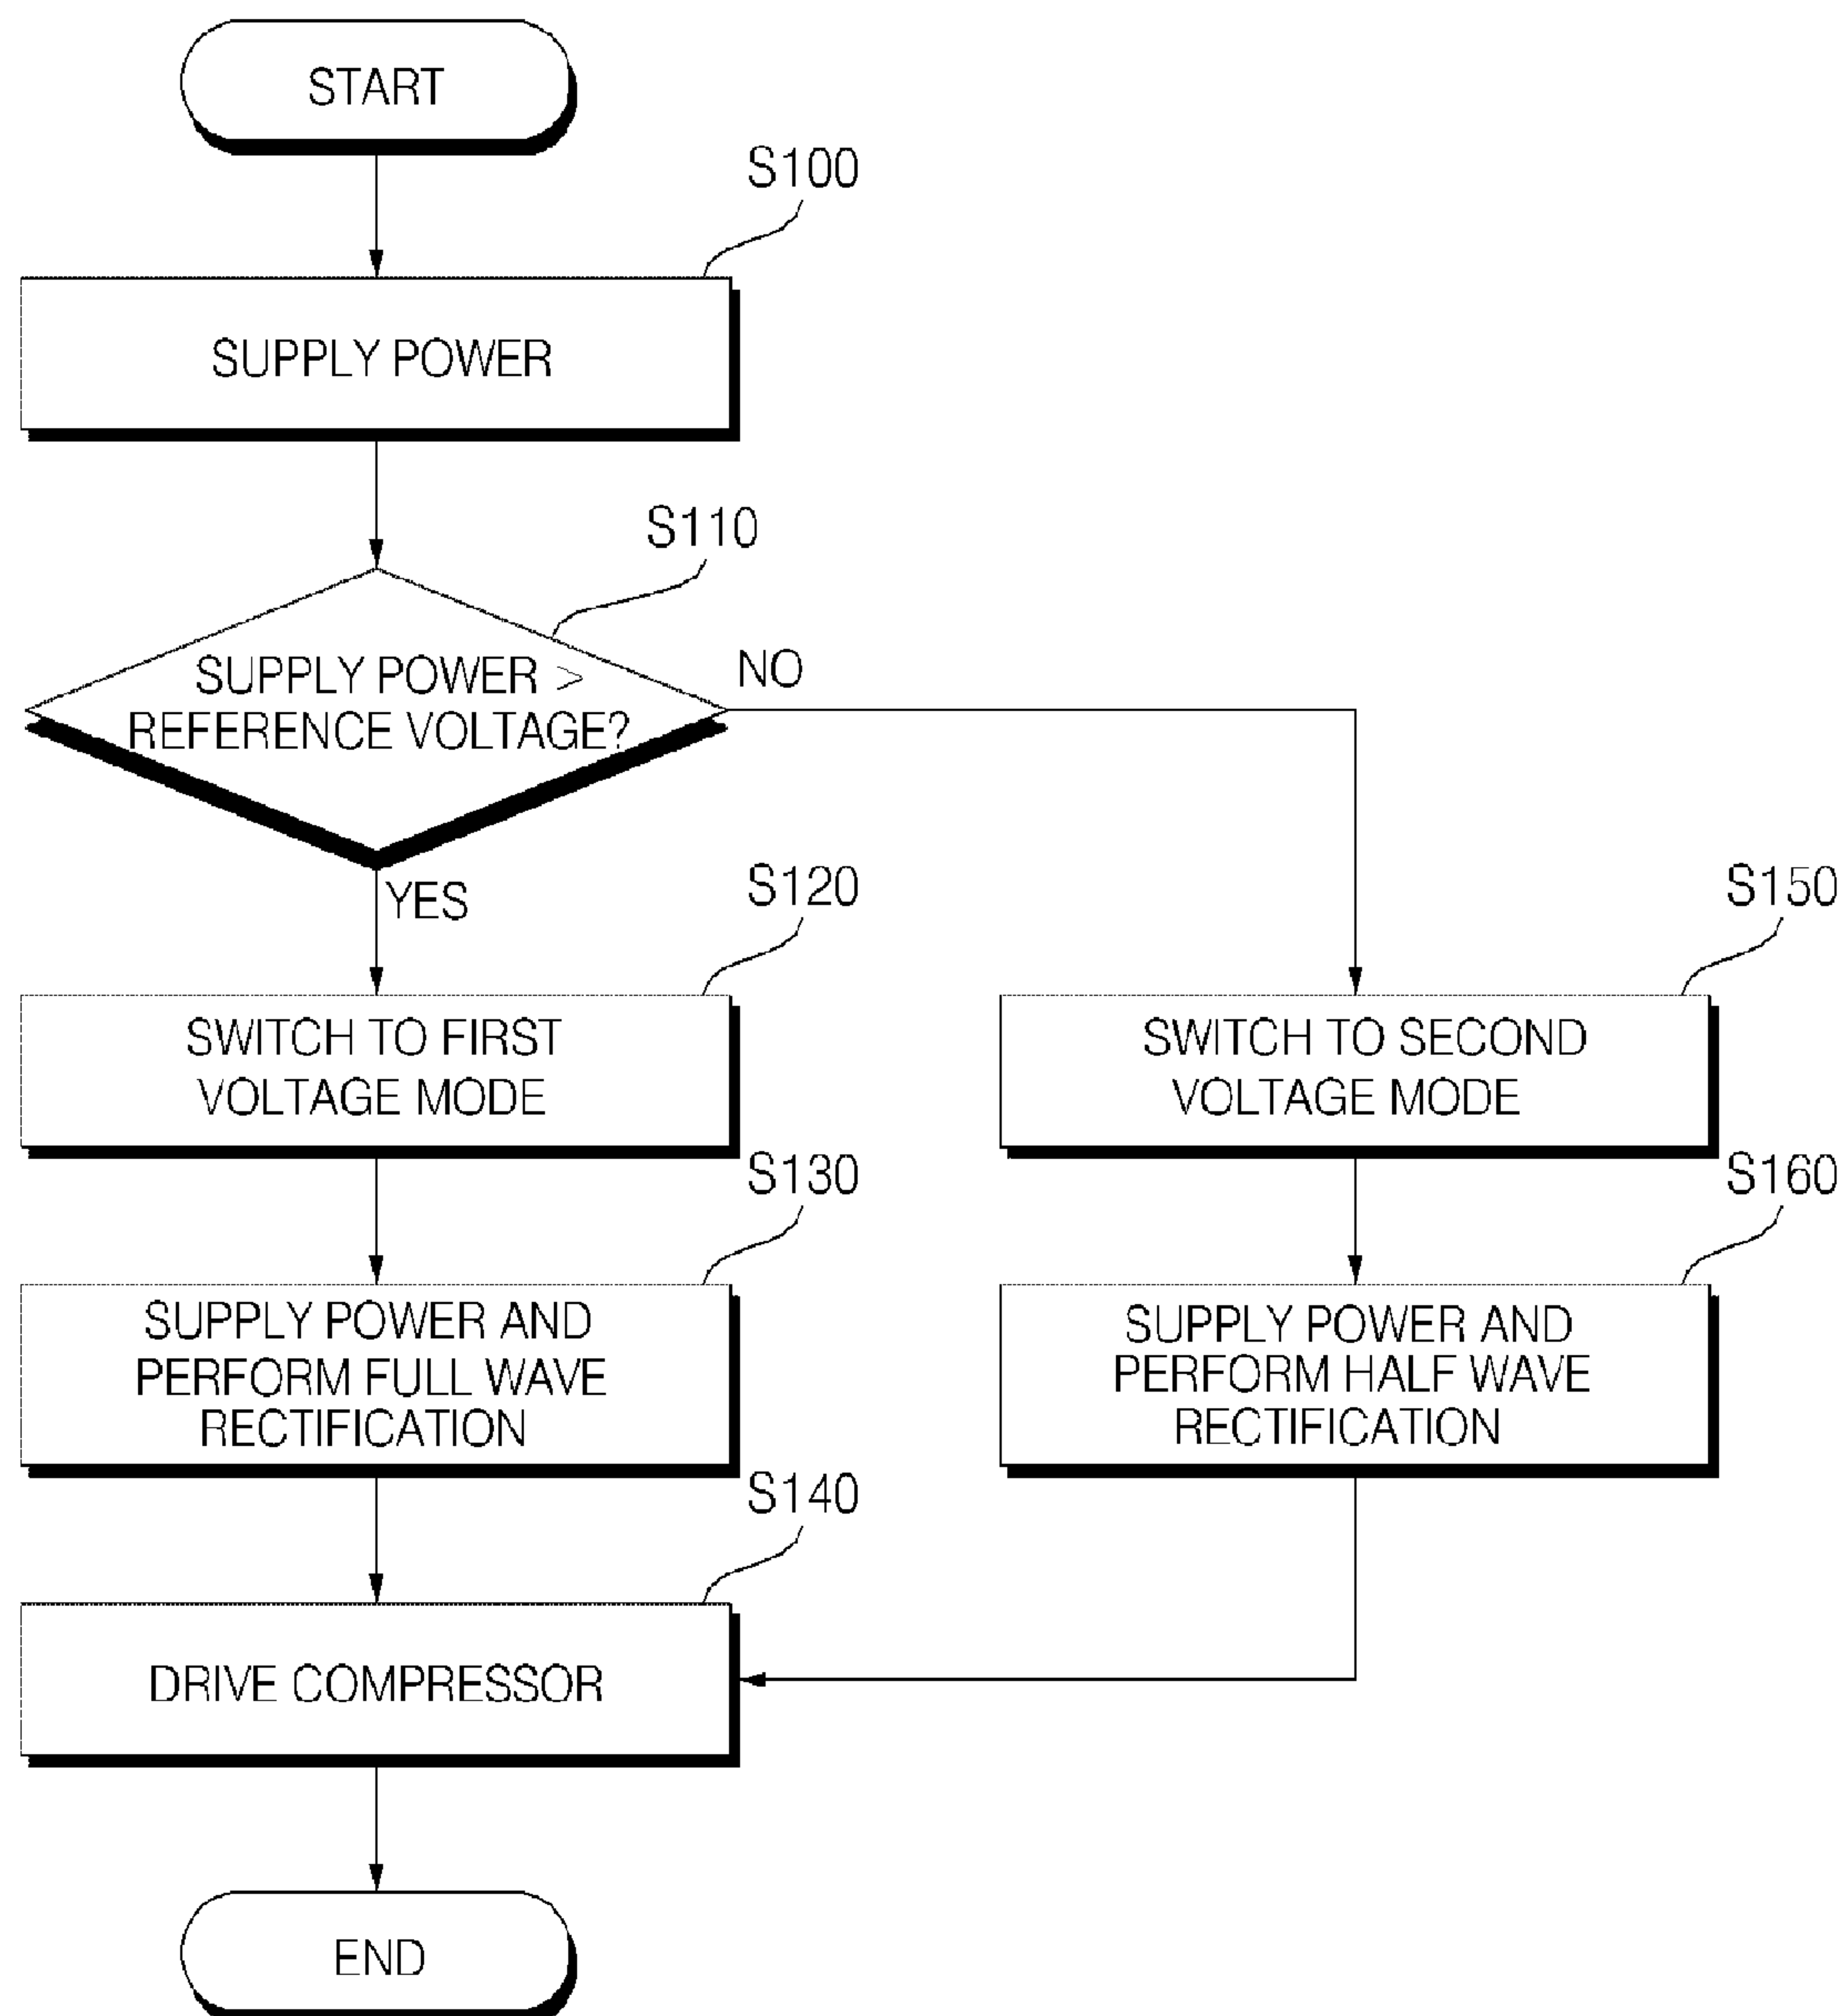 START
S100
SUPPLY POWER
S110
SUPPLY POWER >
REFERENCE VOLTAGE?
NO
YES
S120
SWITCH TO FIRST
VOLTAGE MODE
S150
SWITCH TO SECOND
VOLTAGE MODE
S130
SUPPLY POWER AND
PERFORM FULL WAVE
RECTIFICATION
S160
SUPPLY POWER AND
PERFORM HALF WAVE
RECTIFICATION
S140
DRIVE COMPRESSOR
END